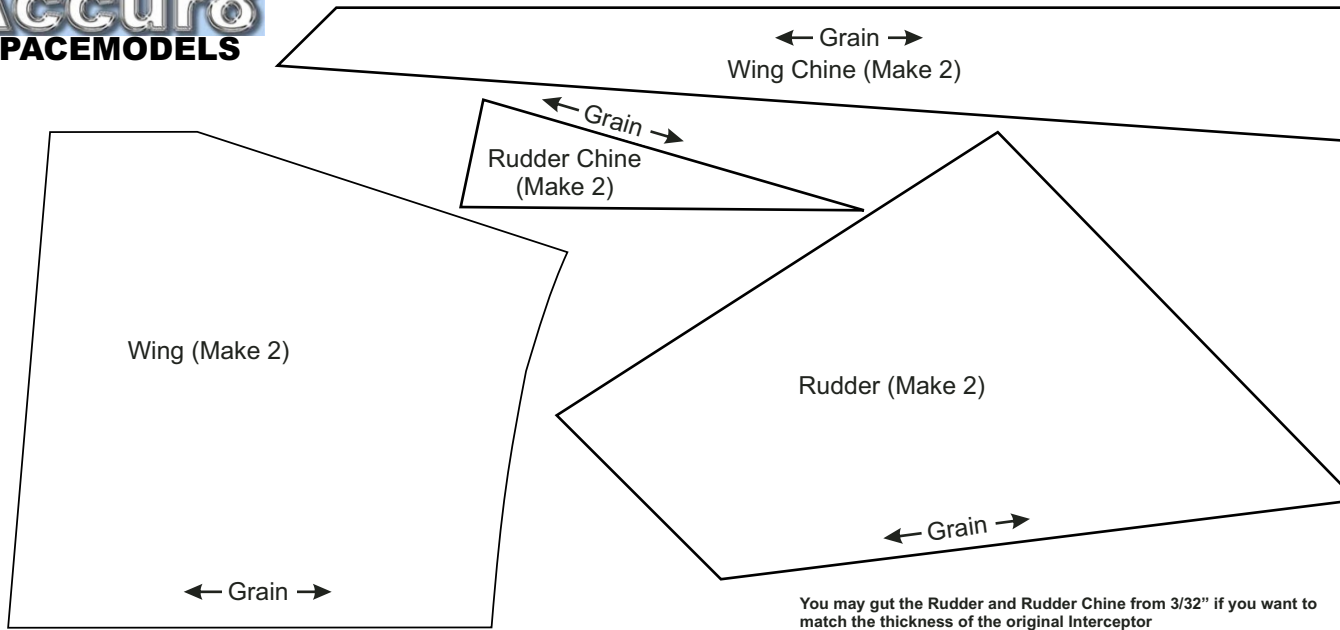 Accuro
PACEMODELS
Grain
Wing Chine (Make 2)
Grain
Rudder Chine
(Make 2)
Wing (Make 2)
Rudder (Make 2)
Grain
Grain
You may gut the Rudder and Rudder Chine from 3/32” if you want to
match the thickness of the original Interceptor